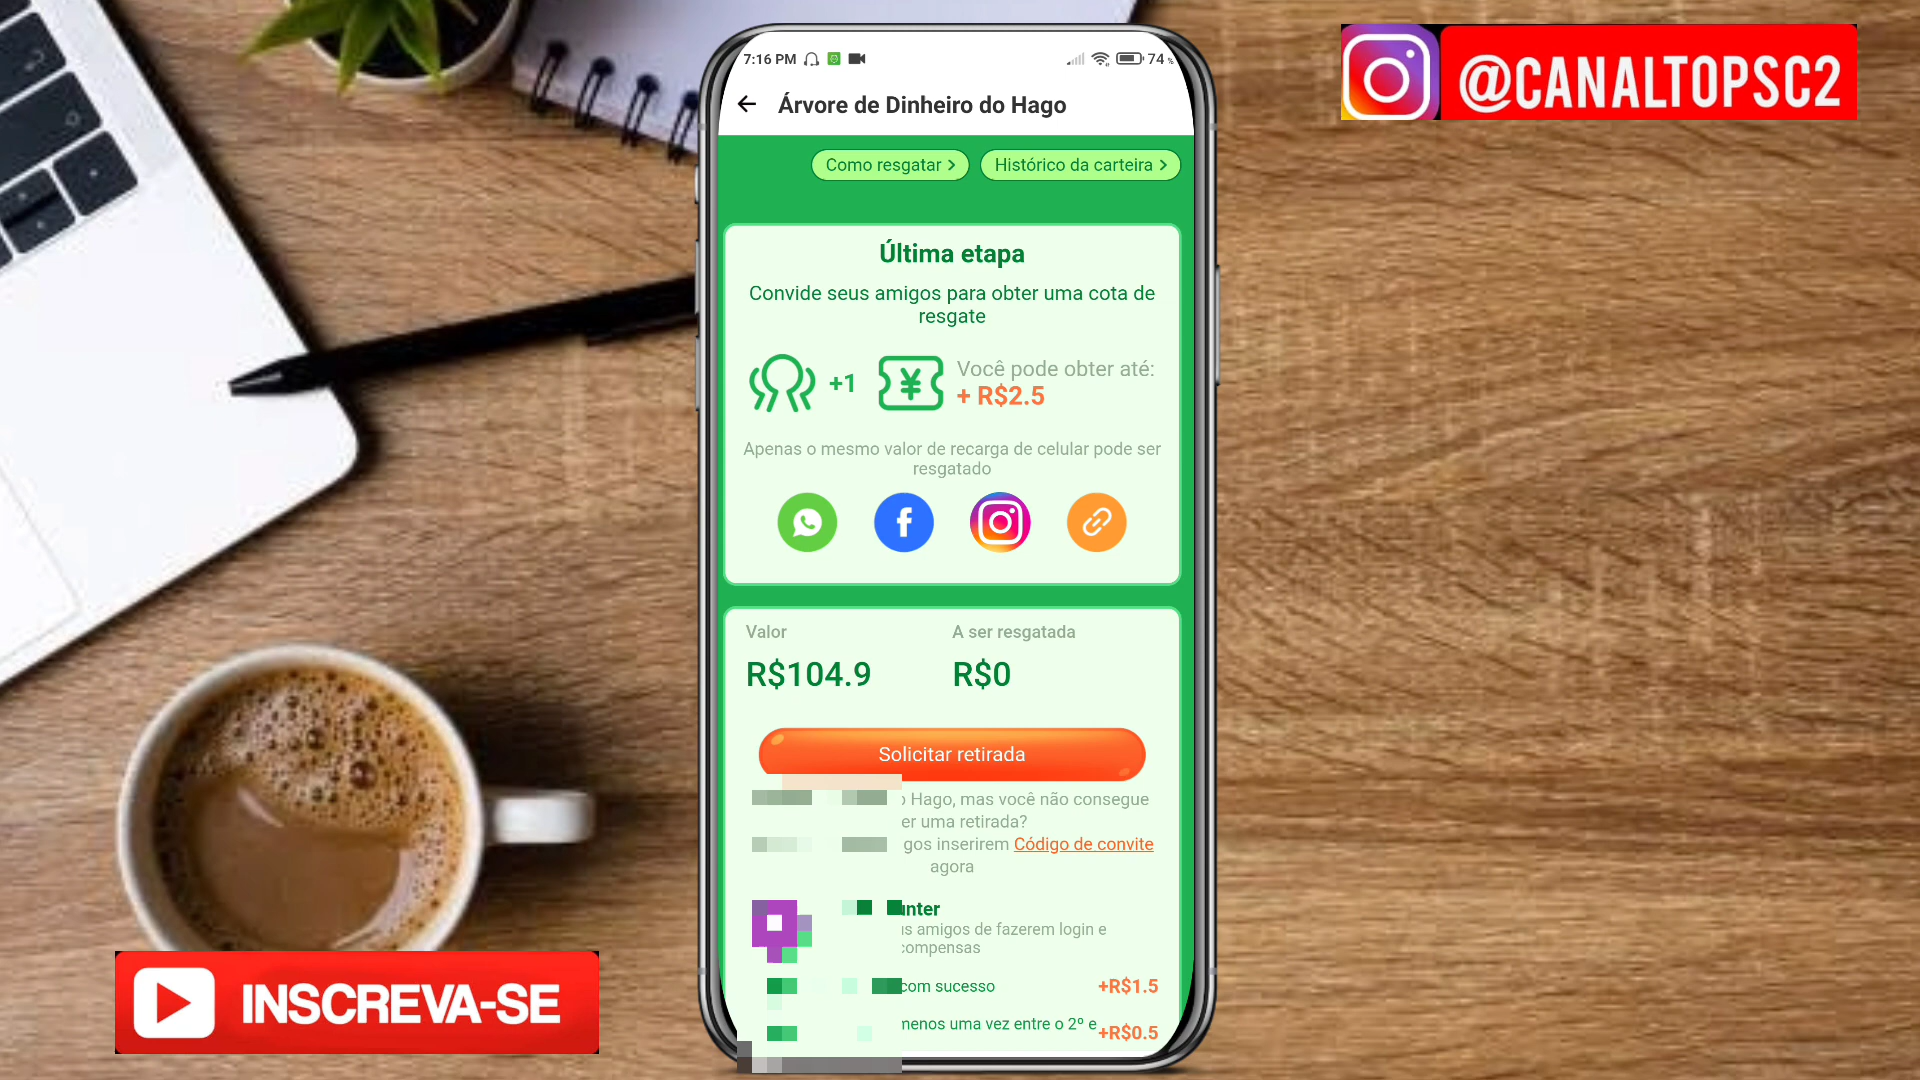 7:16 PM
74 %
@CANALTOPSC2
Árvore de Dinheiro do Hago
Como resgatar >
Histórico da carteira >
Última etapa
Convide seus amigos para obter uma cota de
resgate
+1
¥
Você pode obter até:
+ R$2.5
Apenas o mesmo valor de recarga de celular pode ser
resgatado
Valor
A ser resgatada
R$104.9
R$0
Solicitar retirada
Hago, mas você não consegue
er uma retirada?
gos inserirem Código de convite
agora
unter
as amigos de fazerem login e
compensas
com sucesso
+R$1.5
menos uma vez entre o 2º e
+R$0.5
INSCREVA-SE